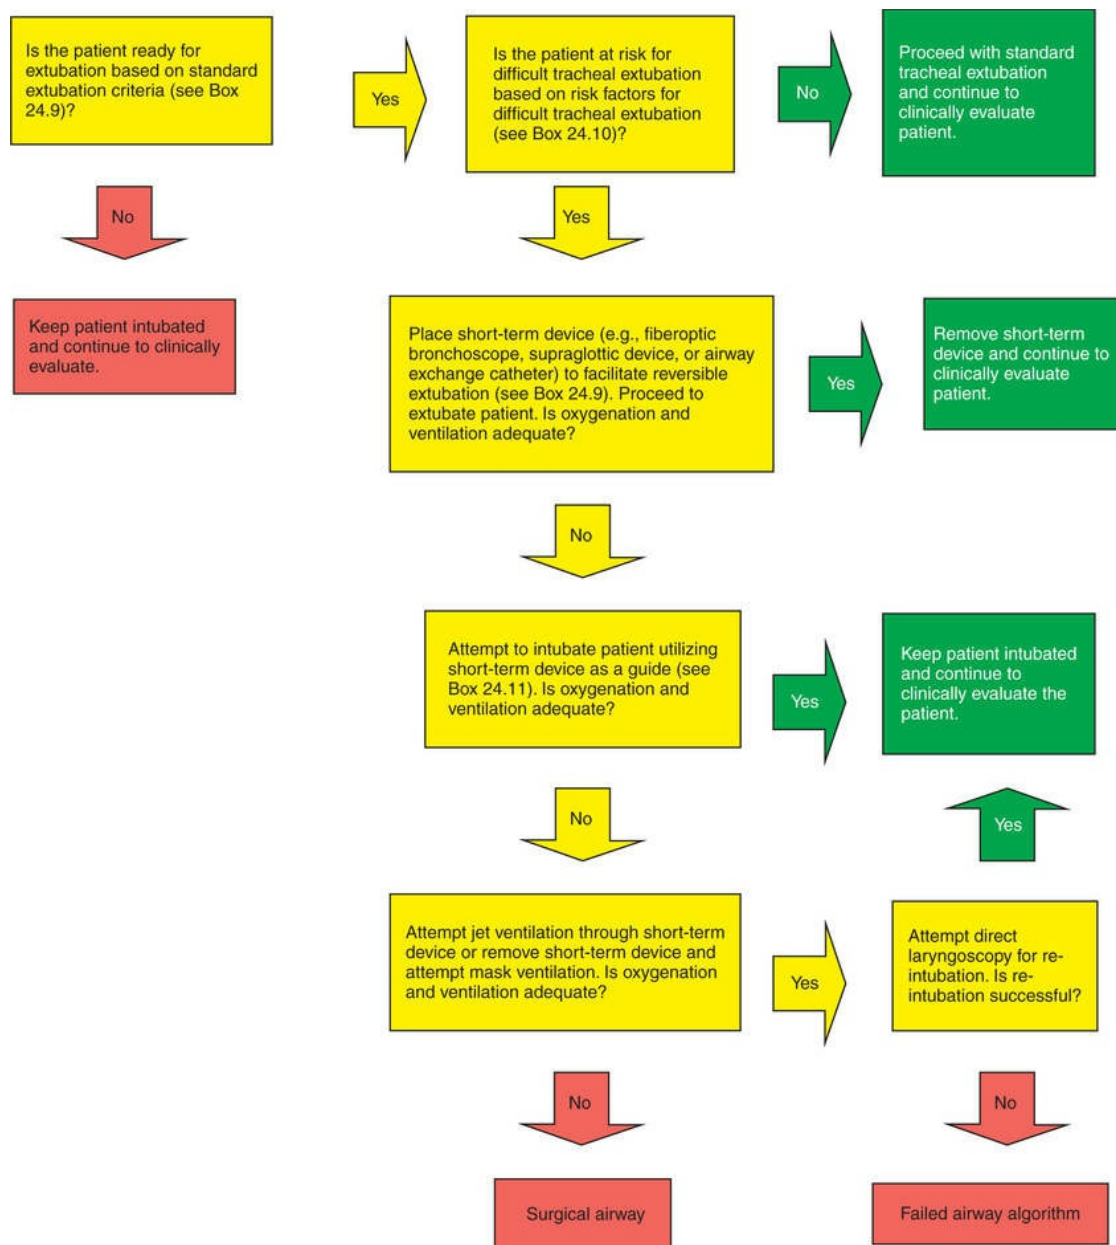 Is the patient ready for
extubation based on standard
extubation criteria (see Box
24.9)?
Yes
Is the patient at risk for
difficult tracheal extubation
based on risk factors for
difficult tracheal extubation
(see Box 24.10)?
No
Proceed with standard
tracheal extubation
and continue to
clinically evaluate
patient.
No
Yes
Keep patient intubated
and continue to clinically
evaluate.
Place short-term device (e.g., fiberoptic
bronchoscope, supraglottic device, or airway
exchange catheter) to facilitate reversible
extubation (see Box 24.9). Proceed to
extubate patient. Is oxygenation and
ventilation adequate?
Yes
Remove short-term
device and continue to
clinically evaluate
patient.
No
Attempt to intubate patient utilizing
short-term device as a guide (see
Box 24.11). Is oxygenation and
ventilation adequate?
Yes
Keep patient intubated
and continue to
clinically evaluate the
patient.
No
Yes
Attempt jet ventilation through short-term
device or remove short-term device and
attempt mask ventilation. Is oxygenation
and ventilation adequate?
Yes
Attempt direct
laryngoscopy for re-
intubation. Is re-
intubation successful?
No
No
Surgical airway
Failed airway algorithm